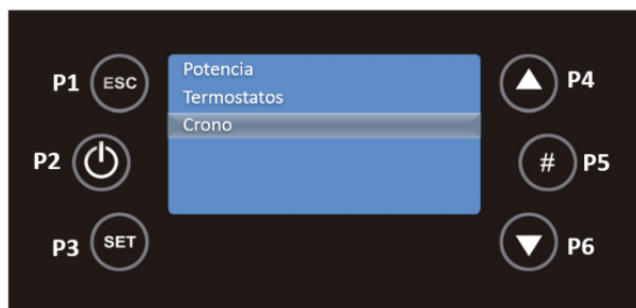 P1 ESC
Potencia
Termostatos
Crono
P4
P2
# P5
P3 SET
P6